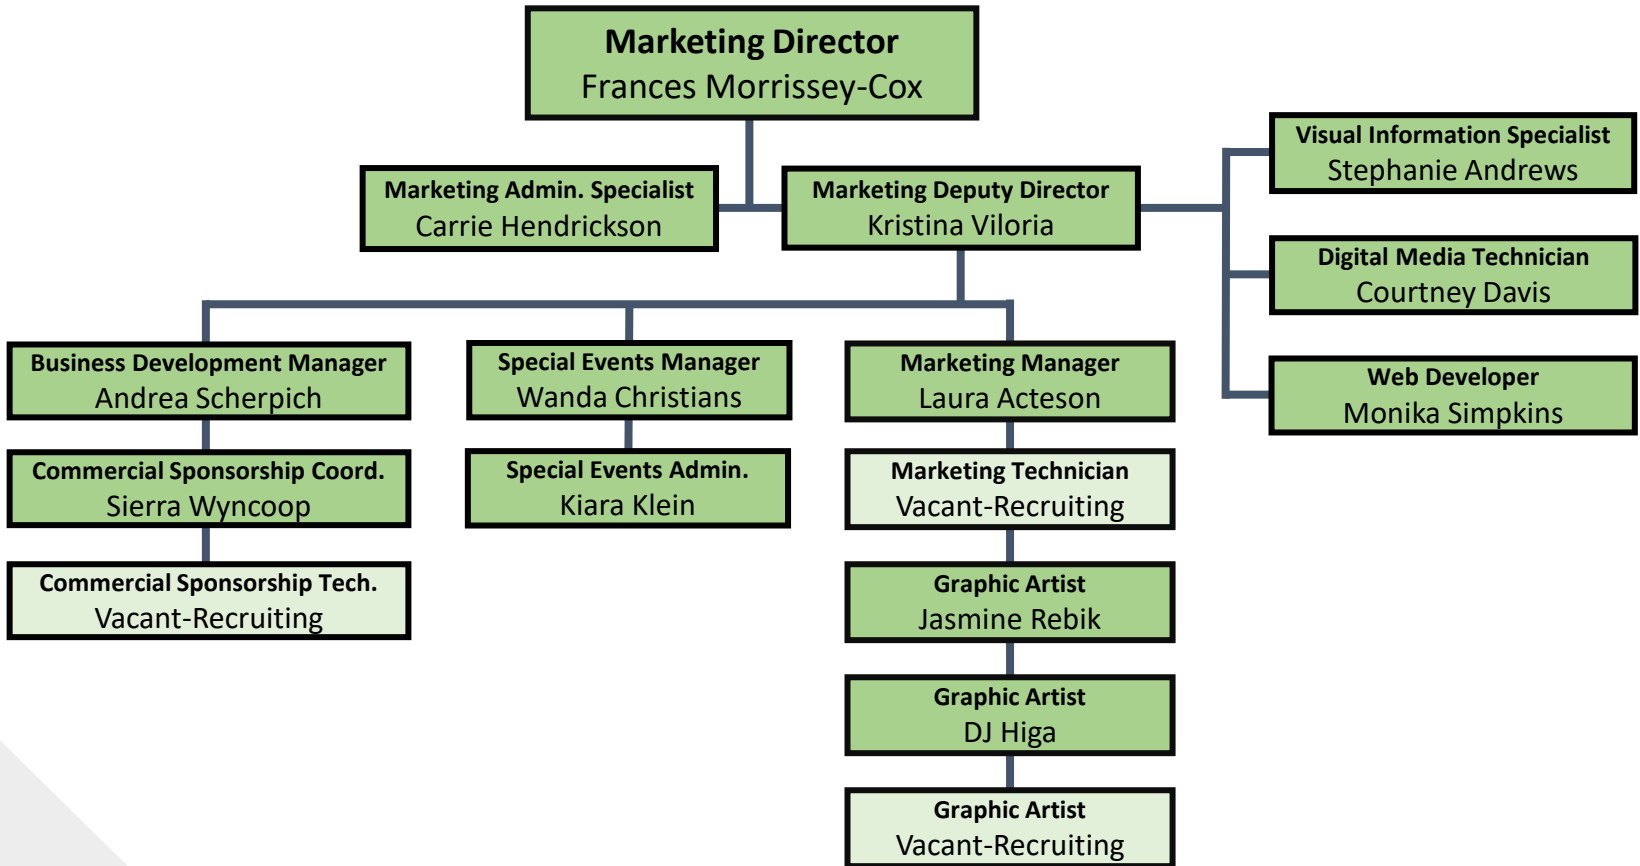 Marketing Director
Frances Morrissey-Cox
Marketing Admin. Specialist
Carrie Hendrickson
Marketing Deputy Director
Kristina Viloria
Visual Information Specialist
Stephanie Andrews
Digital Media Technician
Courtney Davis
Web Developer
Monika Simpkins
Business Development Manager
Andrea Scherpich
Commercial Sponsorship Coord.
Sierra Wyncoop
Commercial Sponsorship Tech.
Vacant-Recruiting
Special Events Manager
Wanda Christians
Special Events Admin.
Kiara Klein
Marketing Manager
Laura Acteson
Marketing Technician
Vacant-Recruiting
Graphic Artist
Jasmine Rebik
Graphic Artist
DJ Higa
Graphic Artist
Vacant-Recruiting